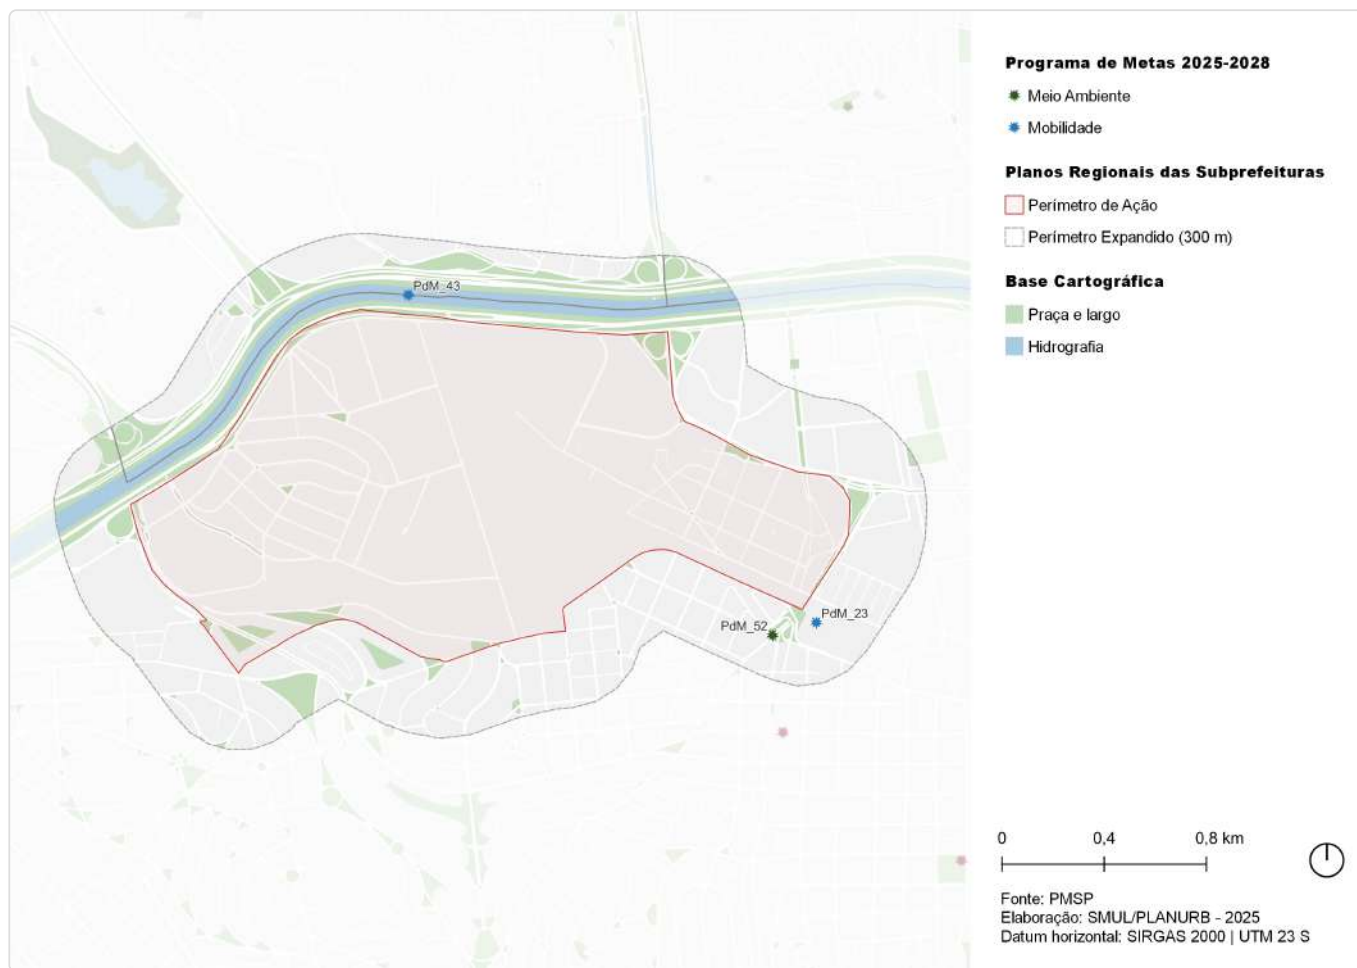 Programa de Metas 2025-2028
Meio Ambiente
Mobilidade
Planos Regionais das Subprefeituras
Perímetro de Ação
Perímetro Expandido (300 m)
Base Cartográfica
Praça e largo
Hidrografia
PdM_43
PdM_23
PdM_52
0 0,4 0,8 km
Fonte: PMSP
Elaboração: SMUL/PLANURB - 2025
Datum horizontal: SIRGAS 2000 | UTM 23 S